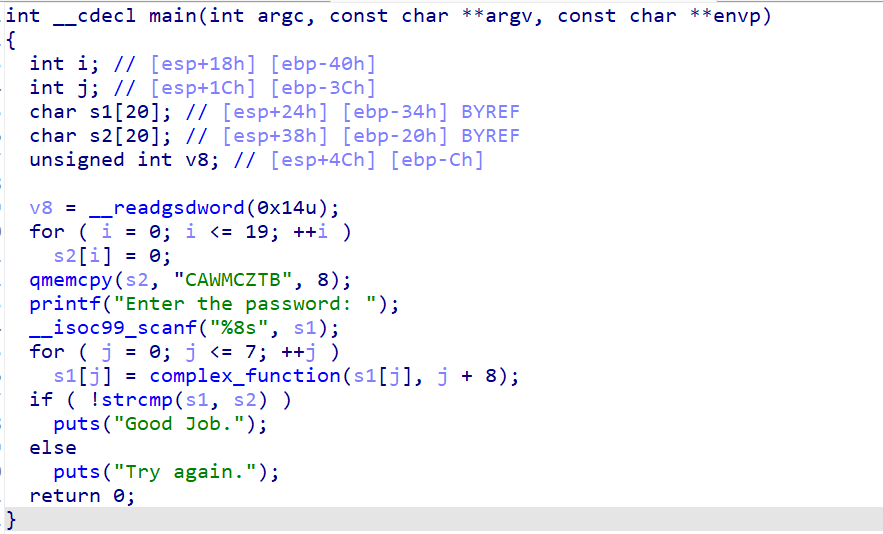 int __cdecl main(int argc, const char **argv, const char **envp)
{
  int i; // [esp+18h] [ebp-40h]
  int j; // [esp+1Ch] [ebp-3Ch]
  char s1[20]; // [esp+24h] [ebp-34h] BYREF
  char s2[20]; // [esp+38h] [ebp-20h] BYREF
  unsigned int v8; // [esp+4Ch] [ebp-Ch]

  v8 = __readgsdword(0x14u);
  for ( i = 0; i <= 19; ++i )
    s2[i] = 0;
  qmemcpy(s2, "CAWMCZTB", 8);
  printf("Enter the password: ");
  __isoc99_scanf("%8s", s1);
  for ( j = 0; j <= 7; ++j )
    s1[j] = complex_function(s1[j], j + 8);
  if ( !strcmp(s1, s2) )
    puts("Good Job.");
  else
    puts("Try again.");
  return 0;
}